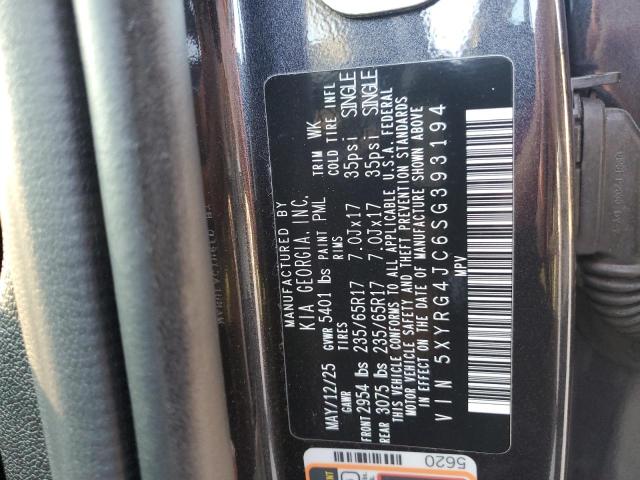 MANUFACTURED BY
KIA GEORGIA, INC.
MAY/12/25 GVWR 5401 lbs PAINT PML TRIM WK
GAWR TIRES RIMS COLD TIRE INFL
FRONT 2954 lbs 235/65R17 7.0Jx17 35psi SINGLE
REAR 3075 lbs 235/65R17 7.0Jx17 35psi SINGLE
THIS VEHICLE CONFORMS TO ALL APPLICABLE U.S.A. FEDERAL
MOTOR VEHICLE SAFETY AND THEFT PREVENTION STANDARDS
IN EFFECT ON THE DATE OF MANUFACTURE SHOWN ABOVE
VIN 5XYRG4JC6SG393194
MPV
5620